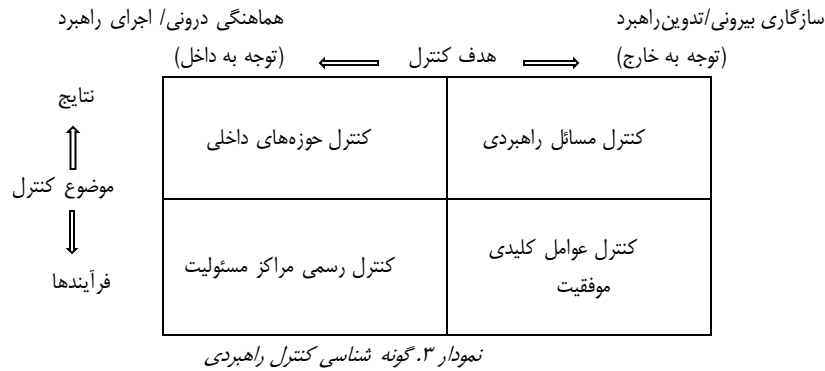 سازگاری بیرونی/تدوین‌راهبرد هماهنگی درونی/ اجرای راهبرد
(توجه به خارج) هدف کنترل (توجه به داخل)
نتایج
کنترل مسائل راهبردی
کنترل حوزه‌های داخلی
موضوع کنترل
کنترل عوامل کلیدی
موفقیت
کنترل رسمی مراکز مسئولیت
فرآیندها
نمودار ۳. گونه شناسی کنترل راهبردی